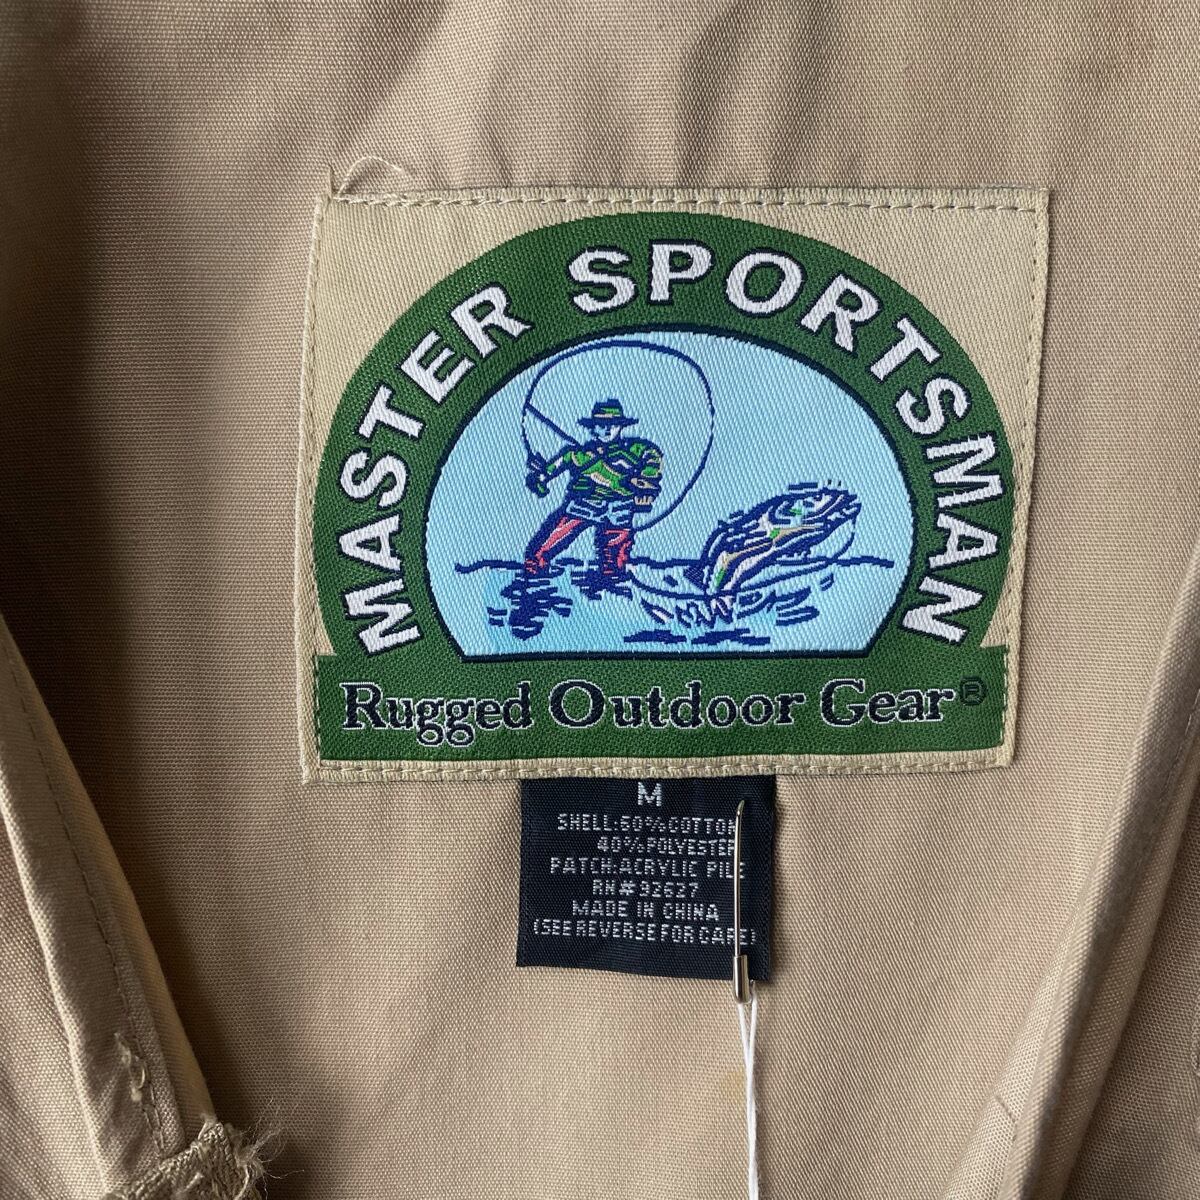 MASTER SPORTSMAN
Rugged Outdoor Gear®
M
SHELL:60%COTTON
40%POLYESTER
PATCH:ACRYLIC PILE
RN#92627
MADE IN CHINA
(SEE REVERSE FOR CARE)